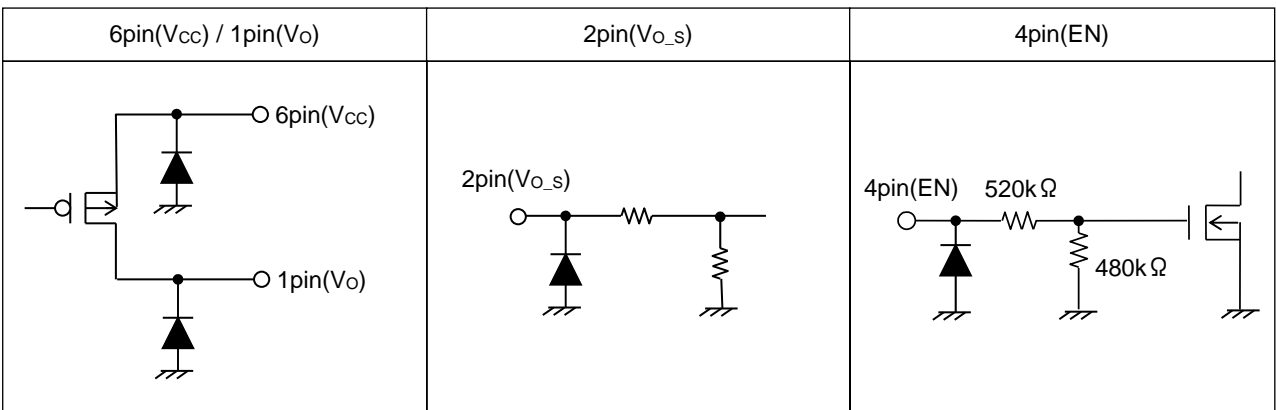 6pin(Vcc) / 1pin(Vo)
2pin(Vo_s)
4pin(EN)
6pin(Vcc)
1pin(Vo)
2pin(Vo_s)
4pin(EN)
520kΩ
480kΩ